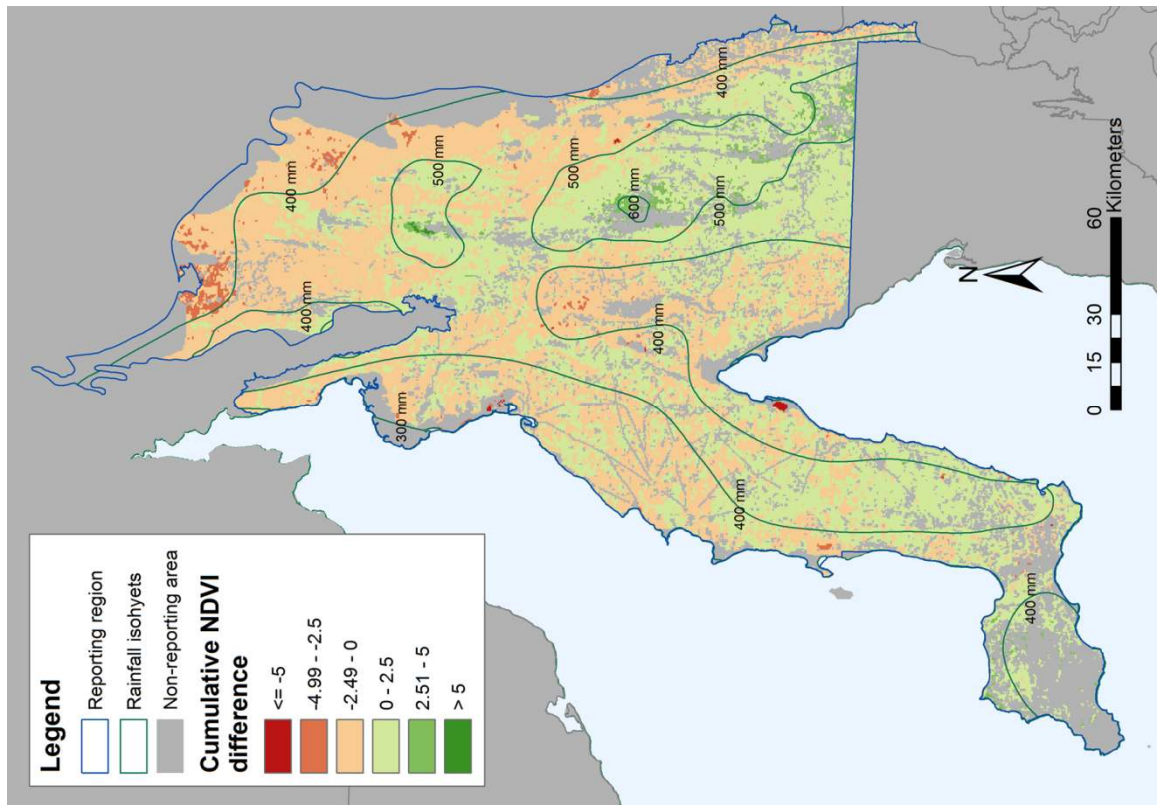 Legend
Reporting region
Rainfall isohyets
Non-reporting area
Cumulative NDVI
difference
<= -5
-4.99 - -2.5
-2.49 - 0
0 - 2.5
2.51 - 5
> 5
400 mm
400 mm
300 mm
500 mm
500 mm
600 mm
500 mm
400 mm
400 mm
400 mm
400 mm
N
0 15 30 60
Kilometers